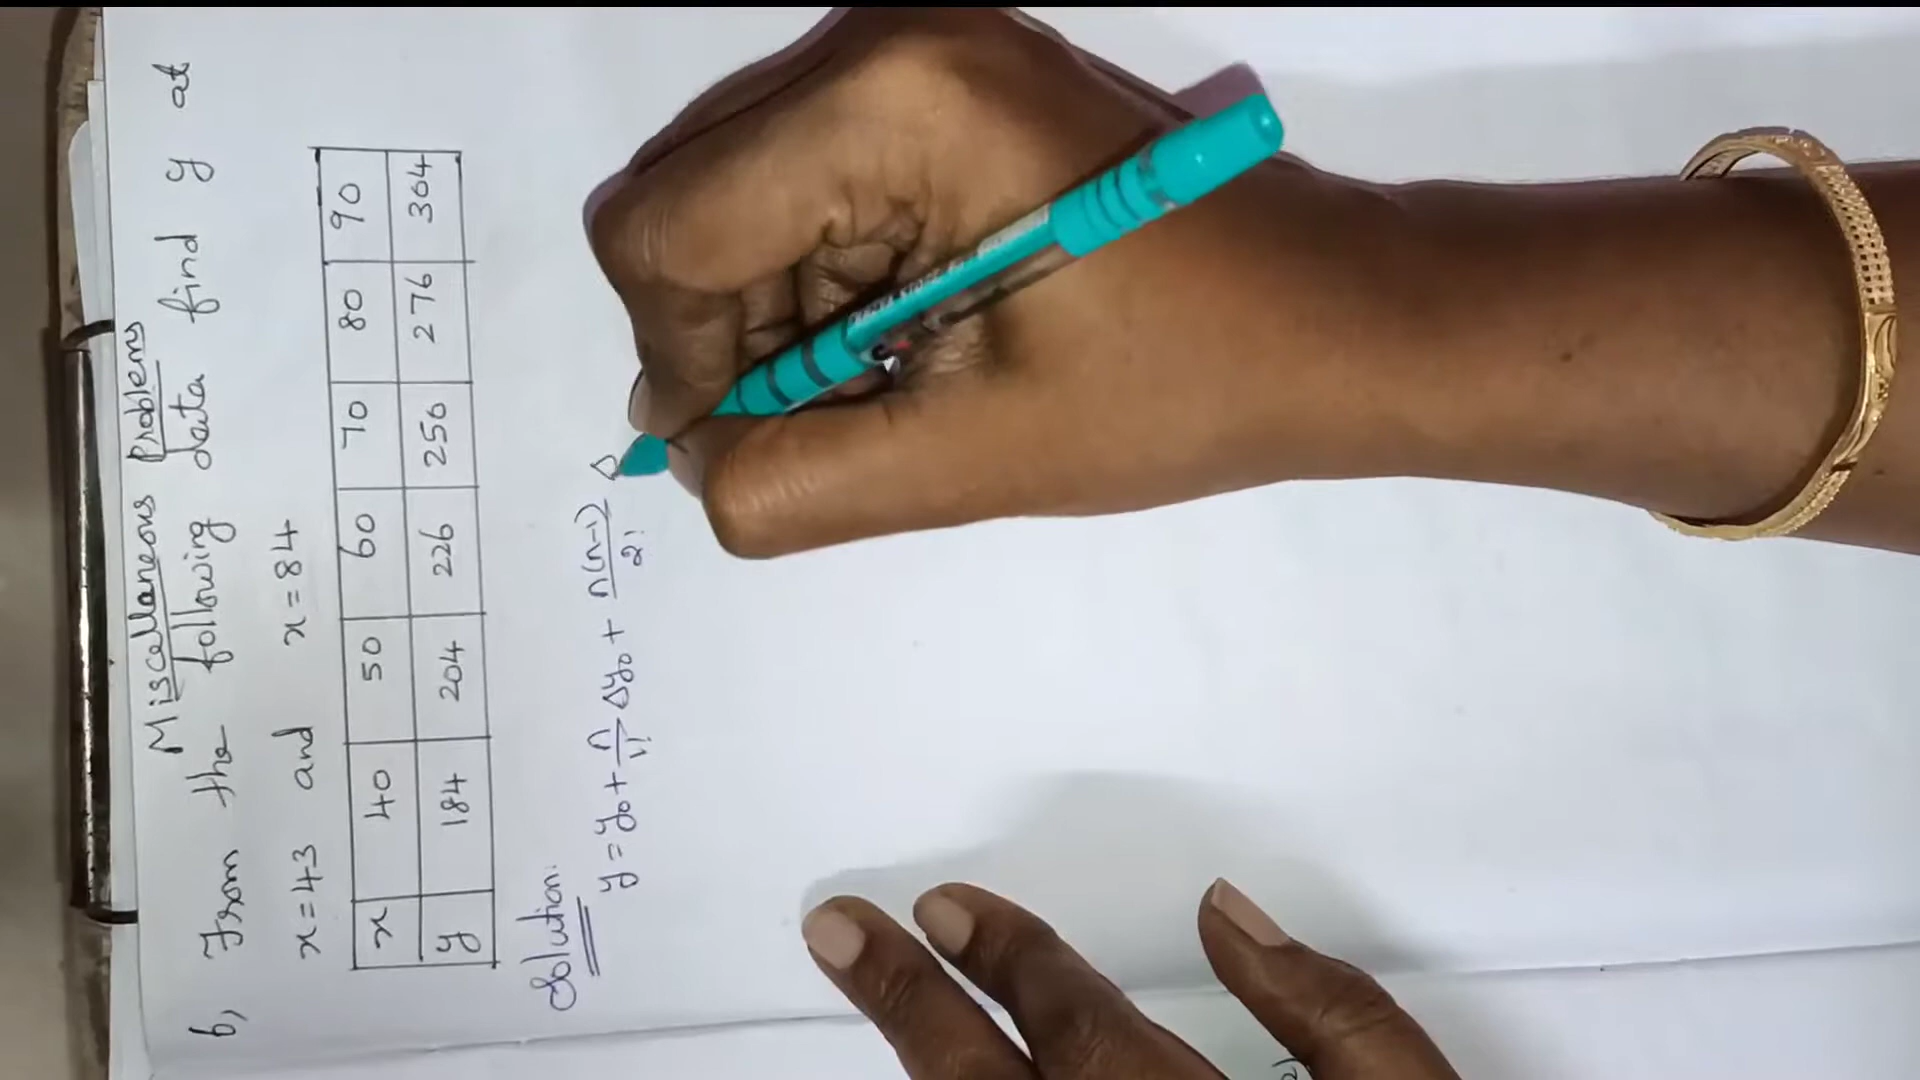 Miscellaneous Problems
6, From the following data find y at
x = 43 and x = 84
x 40 50 60 70 80 90
y 184 204 226 250 276 304
Solution:
y = y₀ + n/1! Δy₀ + n(n-1)/2! Δ